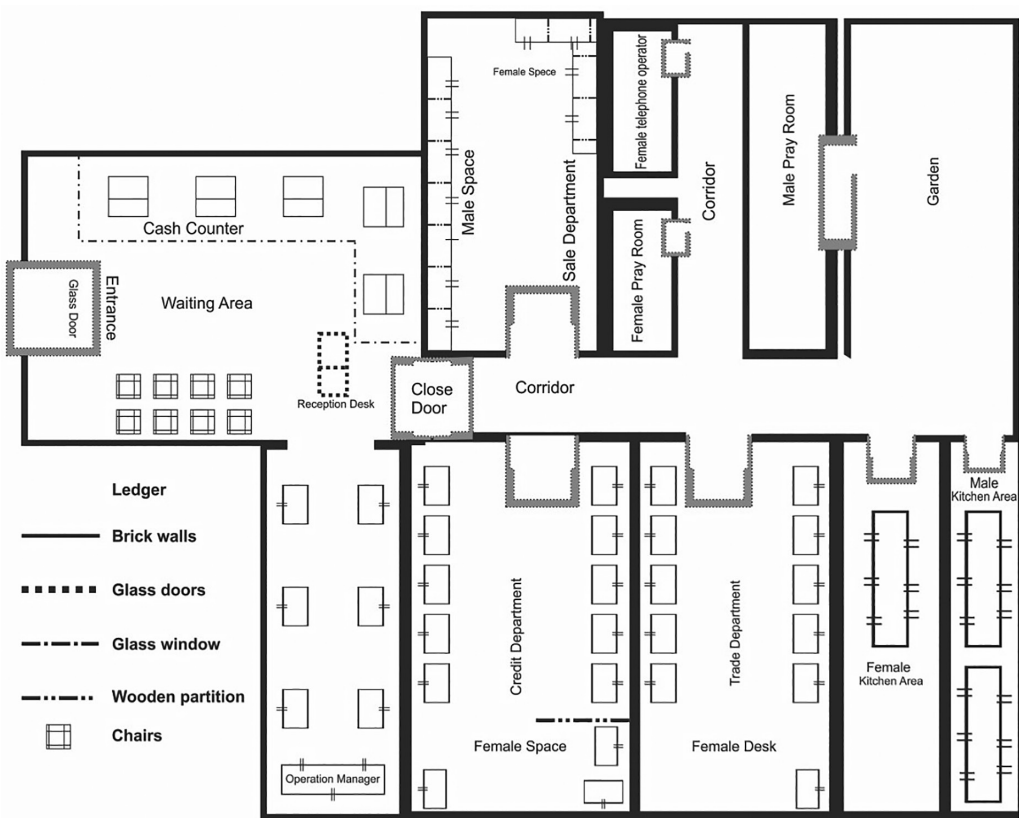 Female Spece
Male Space
Sale Department
Female telephone operator
Female Pray Room
Corridor
Male Pray Room
Garden
Cash Counter
Glass Door
Entrance
Waiting Area
Reception Desk
Close
Door
Corridor
Ledger
Brick walls
Glass doors
Glass window
Wooden partition
Chairs
Operation Manager
Credit Department
Female Space
Trade Department
Female Desk
Female
Kitchen Area
Male
Kitchen Area